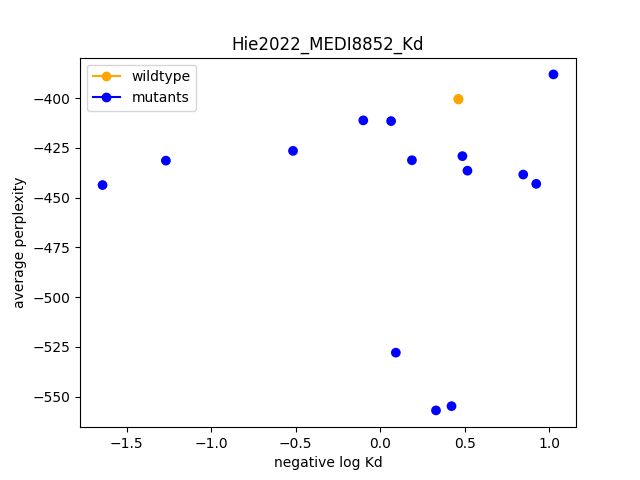 Hie2022_MEDI8852_Kd
wildtype
mutants
average perplexity
−400
−425
−450
−475
−500
−525
−550
−1.5
−1.0
−0.5
0.0
0.5
1.0
negative log Kd